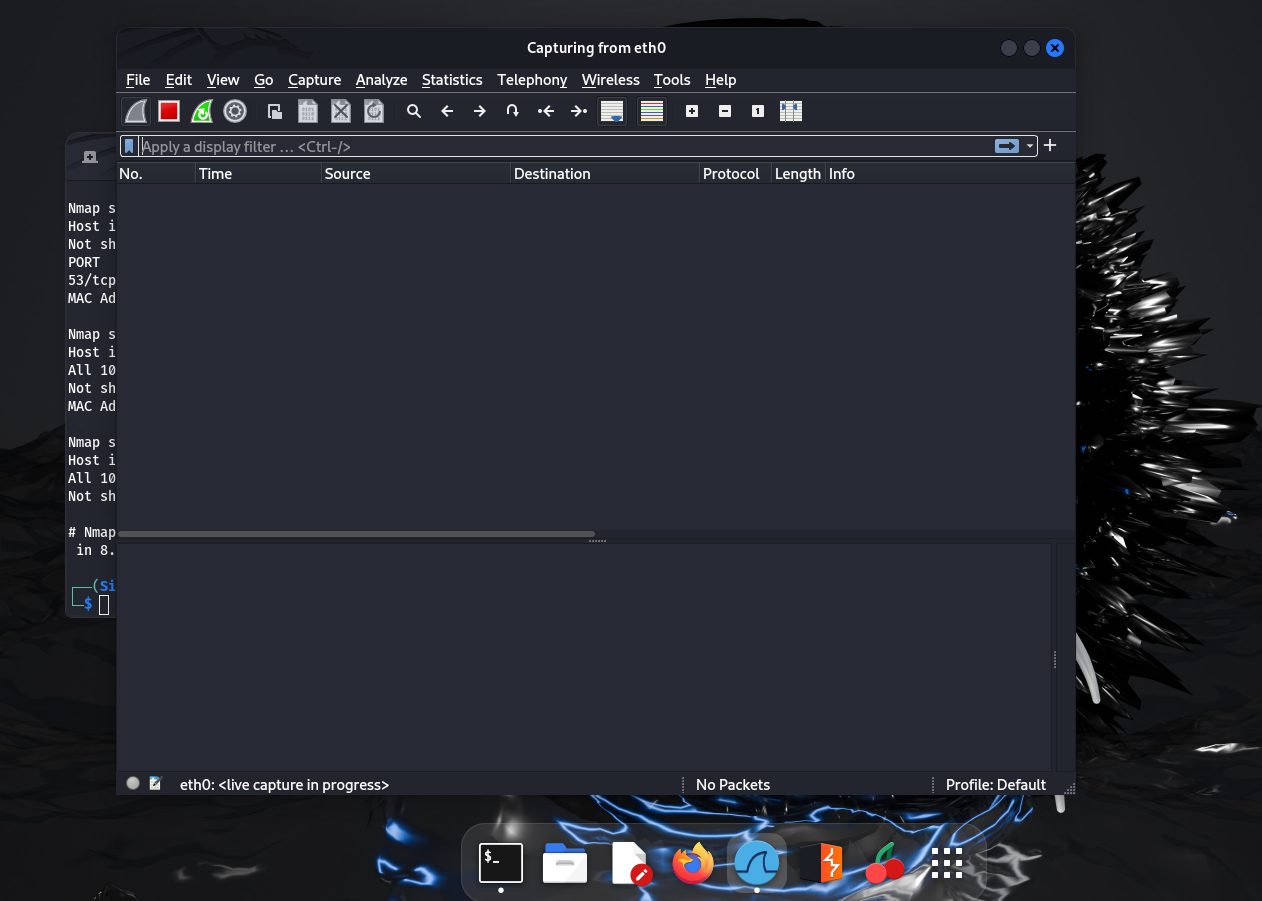 Capturing from eth0
File Edit View Go Capture Analyze Statistics Telephony Wireless Tools Help
Apply a display filter ... <Ctrl-/>
No. Time Source Destination Protocol Length Info
Nmap s
Host i
Not sh
PORT
53/tcp
MAC Ad
Nmap s
Host i
All 10
Not sh
MAC Ad
Nmap s
Host i
All 10
Not sh
# Nmap
in 8.
(Si
$
eth0: <live capture in progress> No Packets Profile: Default
$_